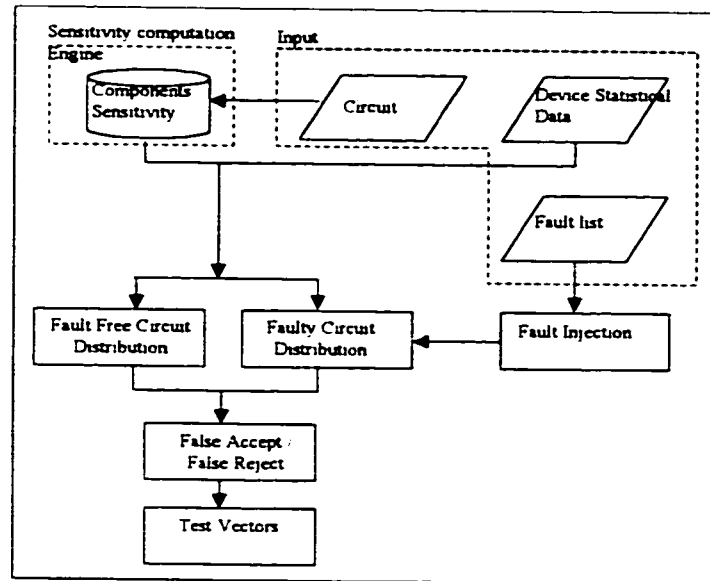 Sensitivity computation
Engine
Input
Components
Sensitivity
Circuit
Device Statistical
Data
Fault list
Fault Free Circuit
Distribution
Faulty Circuit
Distribution
Fault Injection
False Accept /
False Reject
Test Vectors